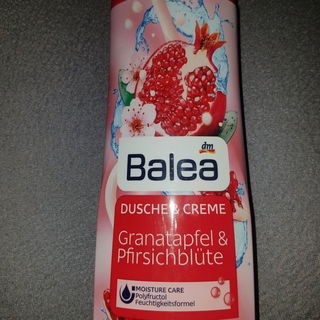 dm
Balea
DUSCHE & CREME
Granatapfel &
Pfirsichblüte
MOISTURE CARE
Polyfructol
Feuchtigkeitsformel